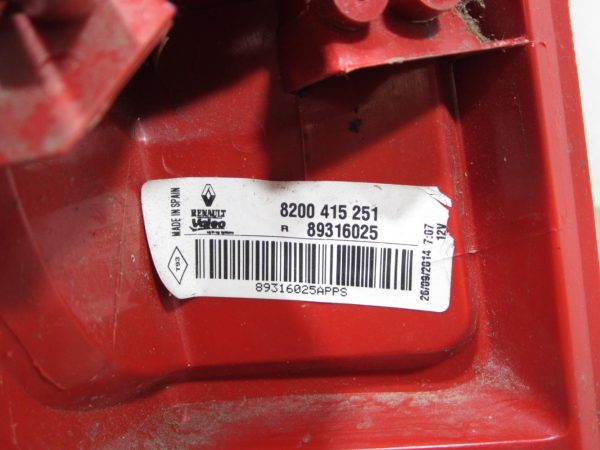 MADE IN SPAIN
RENAULT
Valeo
8200 415 251
R 89316025
T93
89316025APPS
26/09/2014 7:07
12V